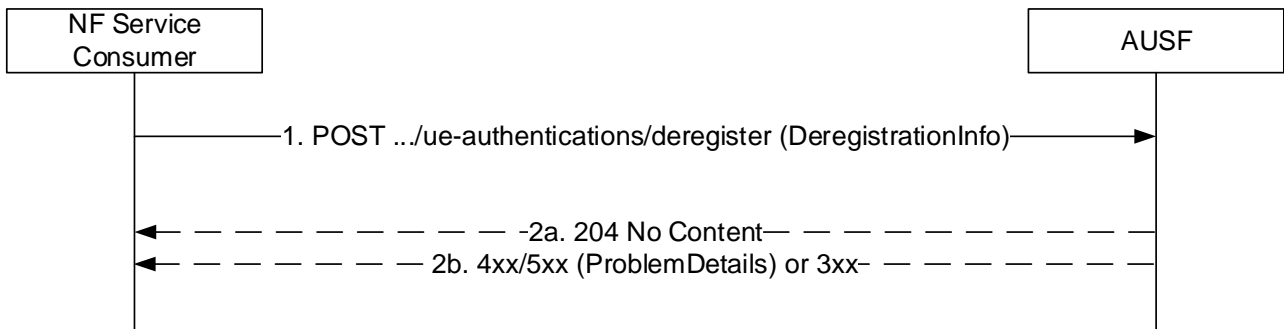 NF Service
Consumer
AUSF
1. POST .../ue-authentications/deregister (DeregistrationInfo)
2a. 204 No Content
2b. 4xx/5xx (ProblemDetails) or 3xx